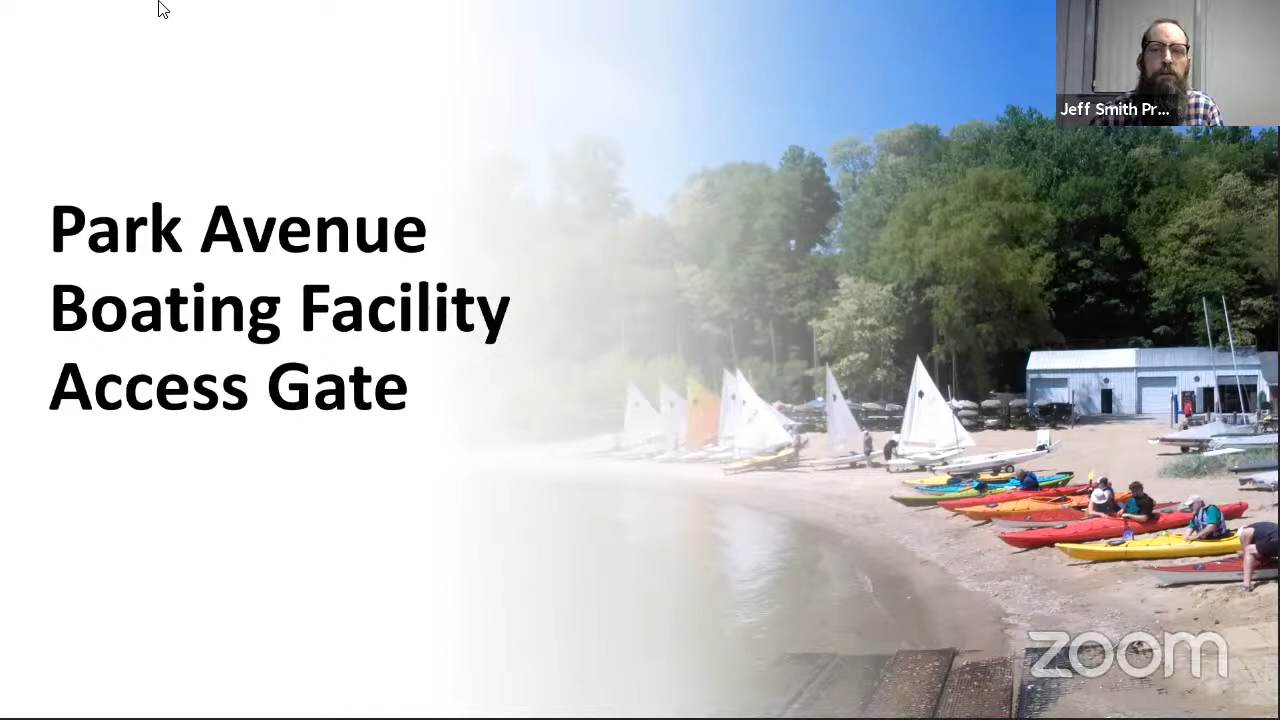 Jeff Smith Pr...
Park Avenue
Boating Facility
Access Gate
zoom